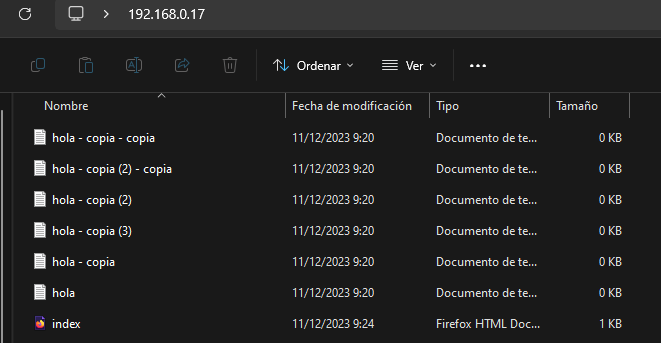 192.168.0.17
Ordenar Ver
Nombre Fecha de modificación Tipo Tamaño
hola - copia - copia 11/12/2023 9:20 Documento de te... 0 KB
hola - copia (2) - copia 11/12/2023 9:20 Documento de te... 0 KB
hola - copia (2) 11/12/2023 9:20 Documento de te... 0 KB
hola - copia (3) 11/12/2023 9:20 Documento de te... 0 KB
hola - copia 11/12/2023 9:20 Documento de te... 0 KB
hola 11/12/2023 9:20 Documento de te... 0 KB
index 11/12/2023 9:24 Firefox HTML Doc... 1 KB